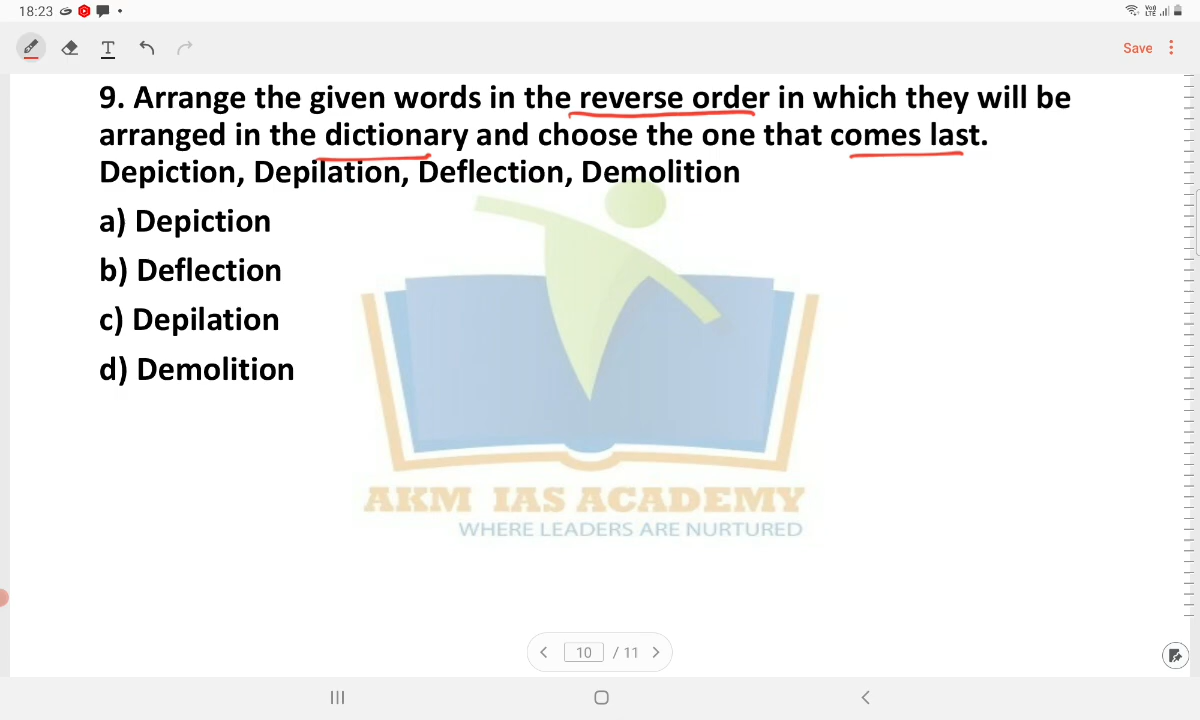 18:23
Vo))
LTE
T
Save
9. Arrange the given words in the reverse order in which they will be
arranged in the dictionary and choose the one that comes last.
Depiction, Depilation, Deflection, Demolition
a) Depiction
b) Deflection
c) Depilation
d) Demolition
AKM IAS ACADEMY
WHERE LEADERS ARE NURTURED
10 / 11